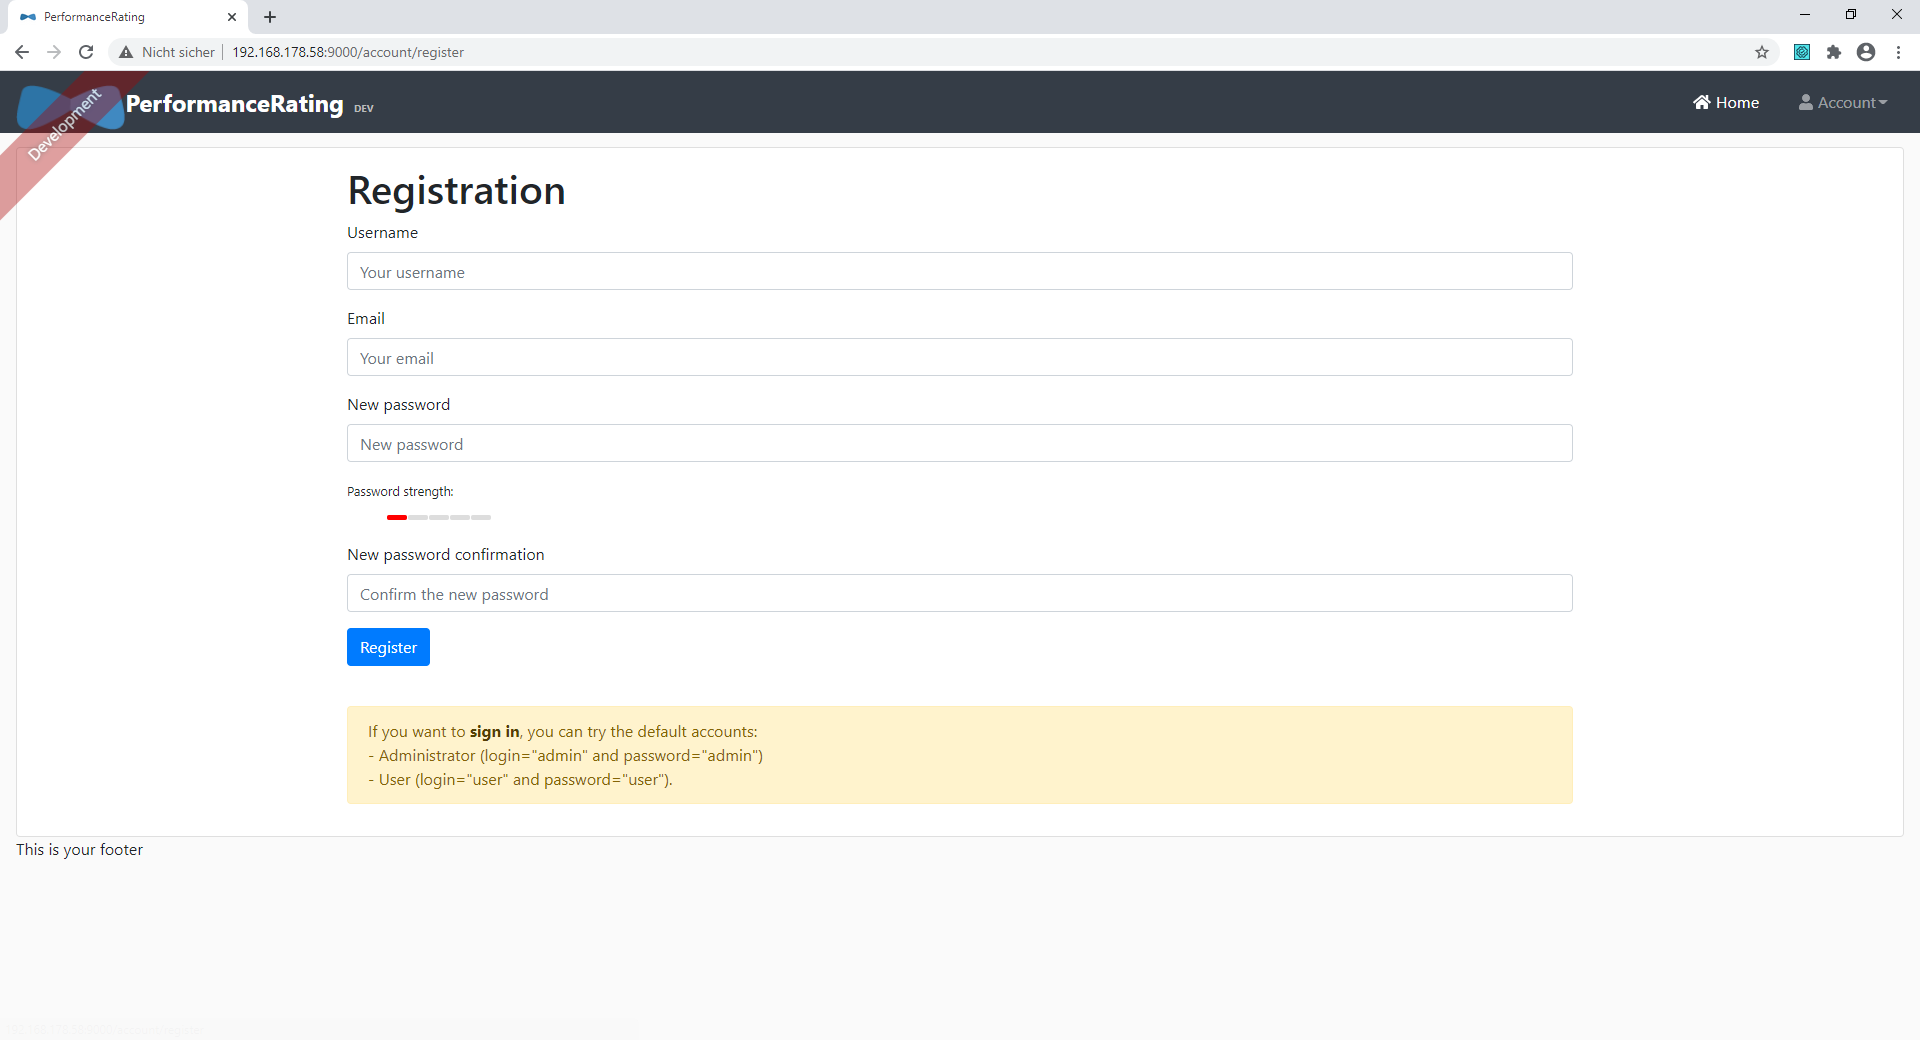 PerformanceRating
Nicht sicher
192.168.178.58:9000/account/register
Development
PerformanceRating DEV
Home
Account
Registration
Username
Your username
Email
Your email
New password
New password
Password strength:
New password confirmation
Confirm the new password
Register
If you want to sign in, you can try the default accounts:
- Administrator (login="admin" and password="admin")
- User (login="user" and password="user").
This is your footer